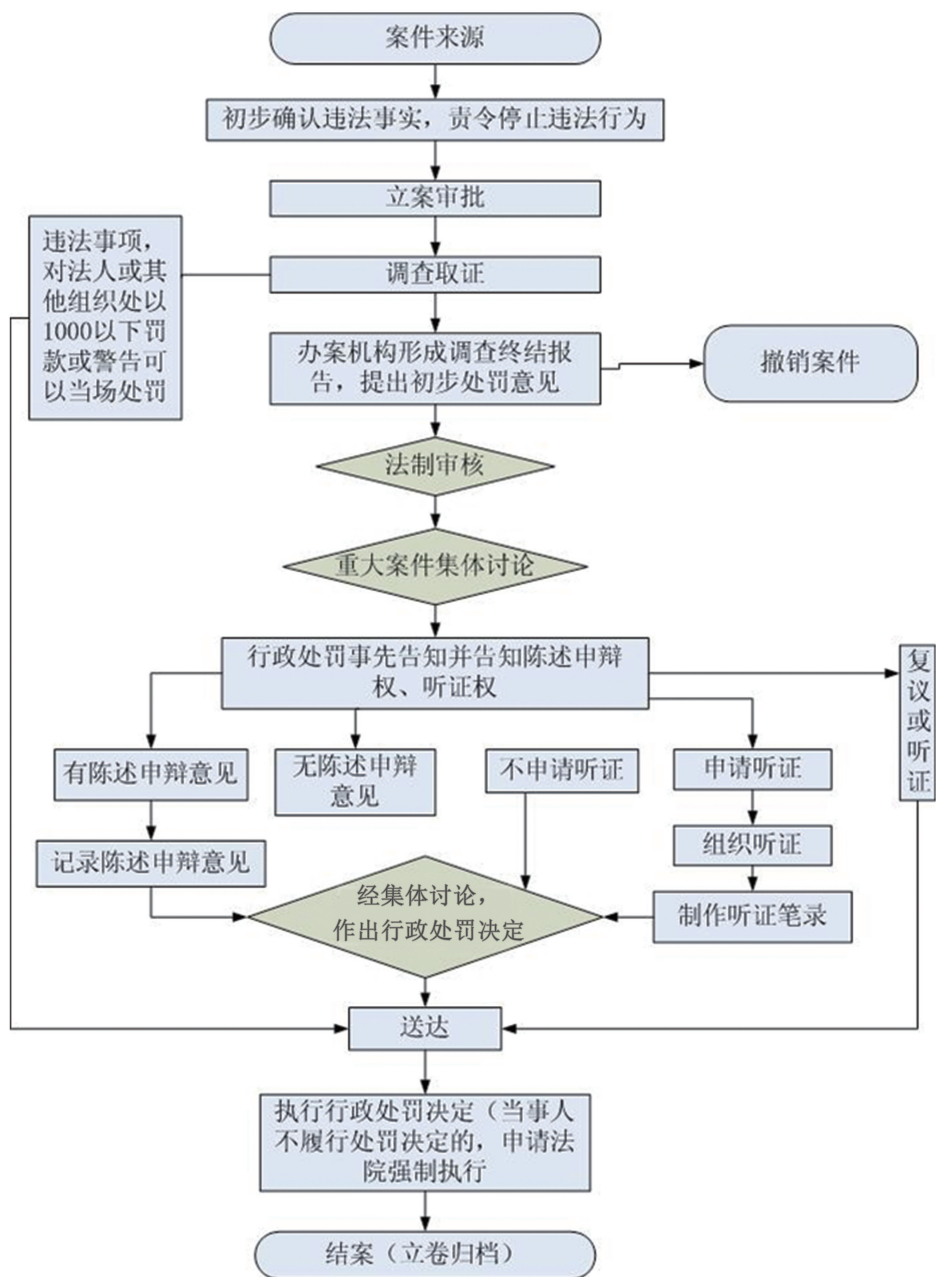 案件来源
初步确认违法事实，责令停止违法行为
立案审批
违法事项，
对法人或其
他组织处以
1000以下罚
款或警告可
以当场处罚
调查取证
办案机构形成调查终结报
告，提出初步处罚意见
撤销案件
法制审核
重大案件集体讨论
行政处罚事先告知并告知陈述申辩
权、听证权
复
议
或
听
证
有陈述申辩意见
无陈述申辩
意见
不申请听证
申请听证
组织听证
记录陈述申辩意见
经集体讨论，
作出行政处罚决定
制作听证笔录
送达
执行行政处罚决定（当事人
不履行处罚决定的，申请法
院强制执行
结案（立卷归档）